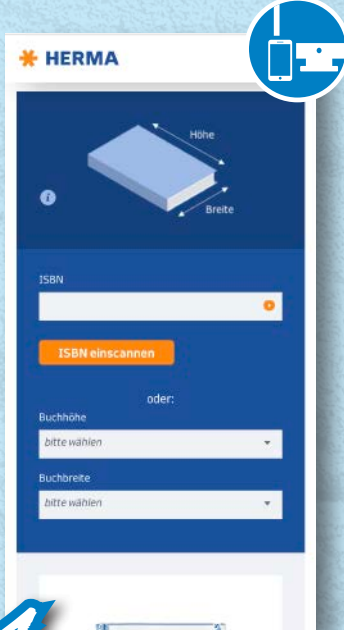 HERMA
Höhe
Breite
ISBN
ISBN einscannen
oder:
Buchhöhe
bitte wählen
Buchbreite
bitte wählen